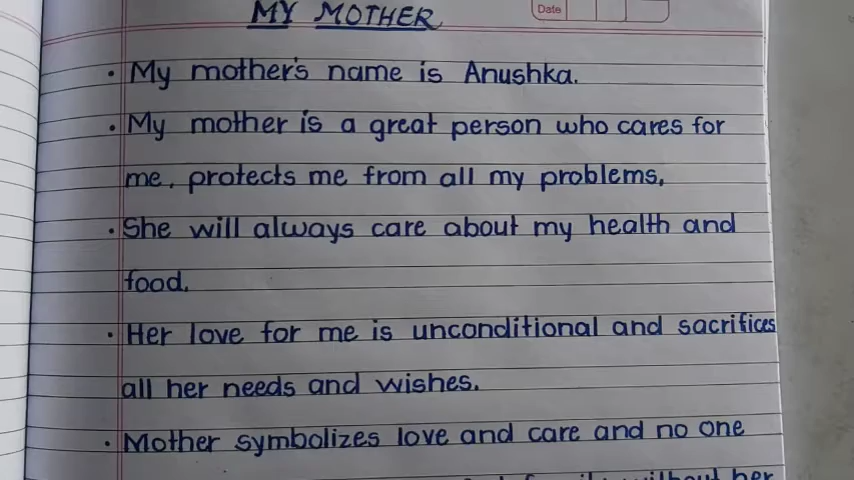 MY MOTHER
Date
• My mother's name is Anushka.
• My mother is a great person who cares for
me, protects me from all my problems,
• She will always care about my health and
food.
• Her love for me is unconditional and sacrifices
all her needs and wishes.
• Mother symbolizes love and care and no one
without her